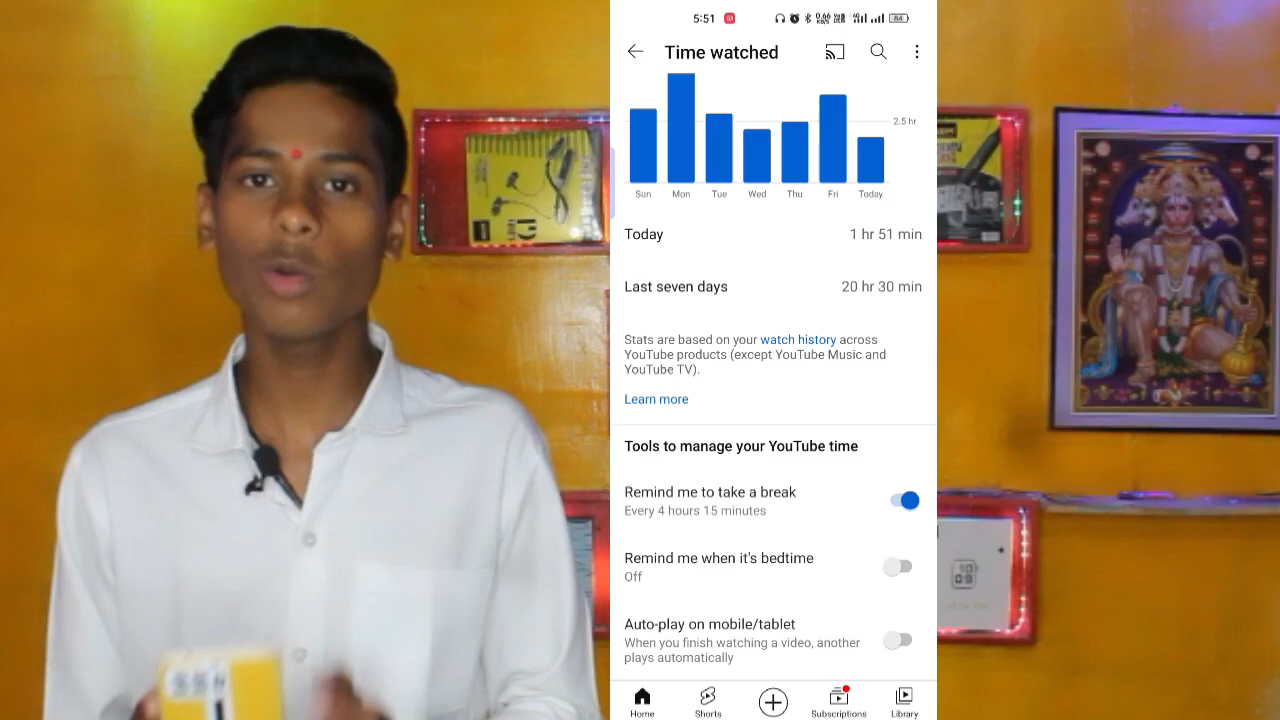 5:51
84
Time watched
2.5 hr
Sun Mon Tue Wed Thu Fri Today
Today 1 hr 51 min
Last seven days 20 hr 30 min
Stats are based on your watch history across
YouTube products (except YouTube Music and
YouTube TV).
Learn more
Tools to manage your YouTube time
Remind me to take a break
Every 4 hours 15 minutes
Remind me when it's bedtime
Off
Auto-play on mobile/tablet
When you finish watching a video, another
plays automatically
Home Shorts Subscriptions Library